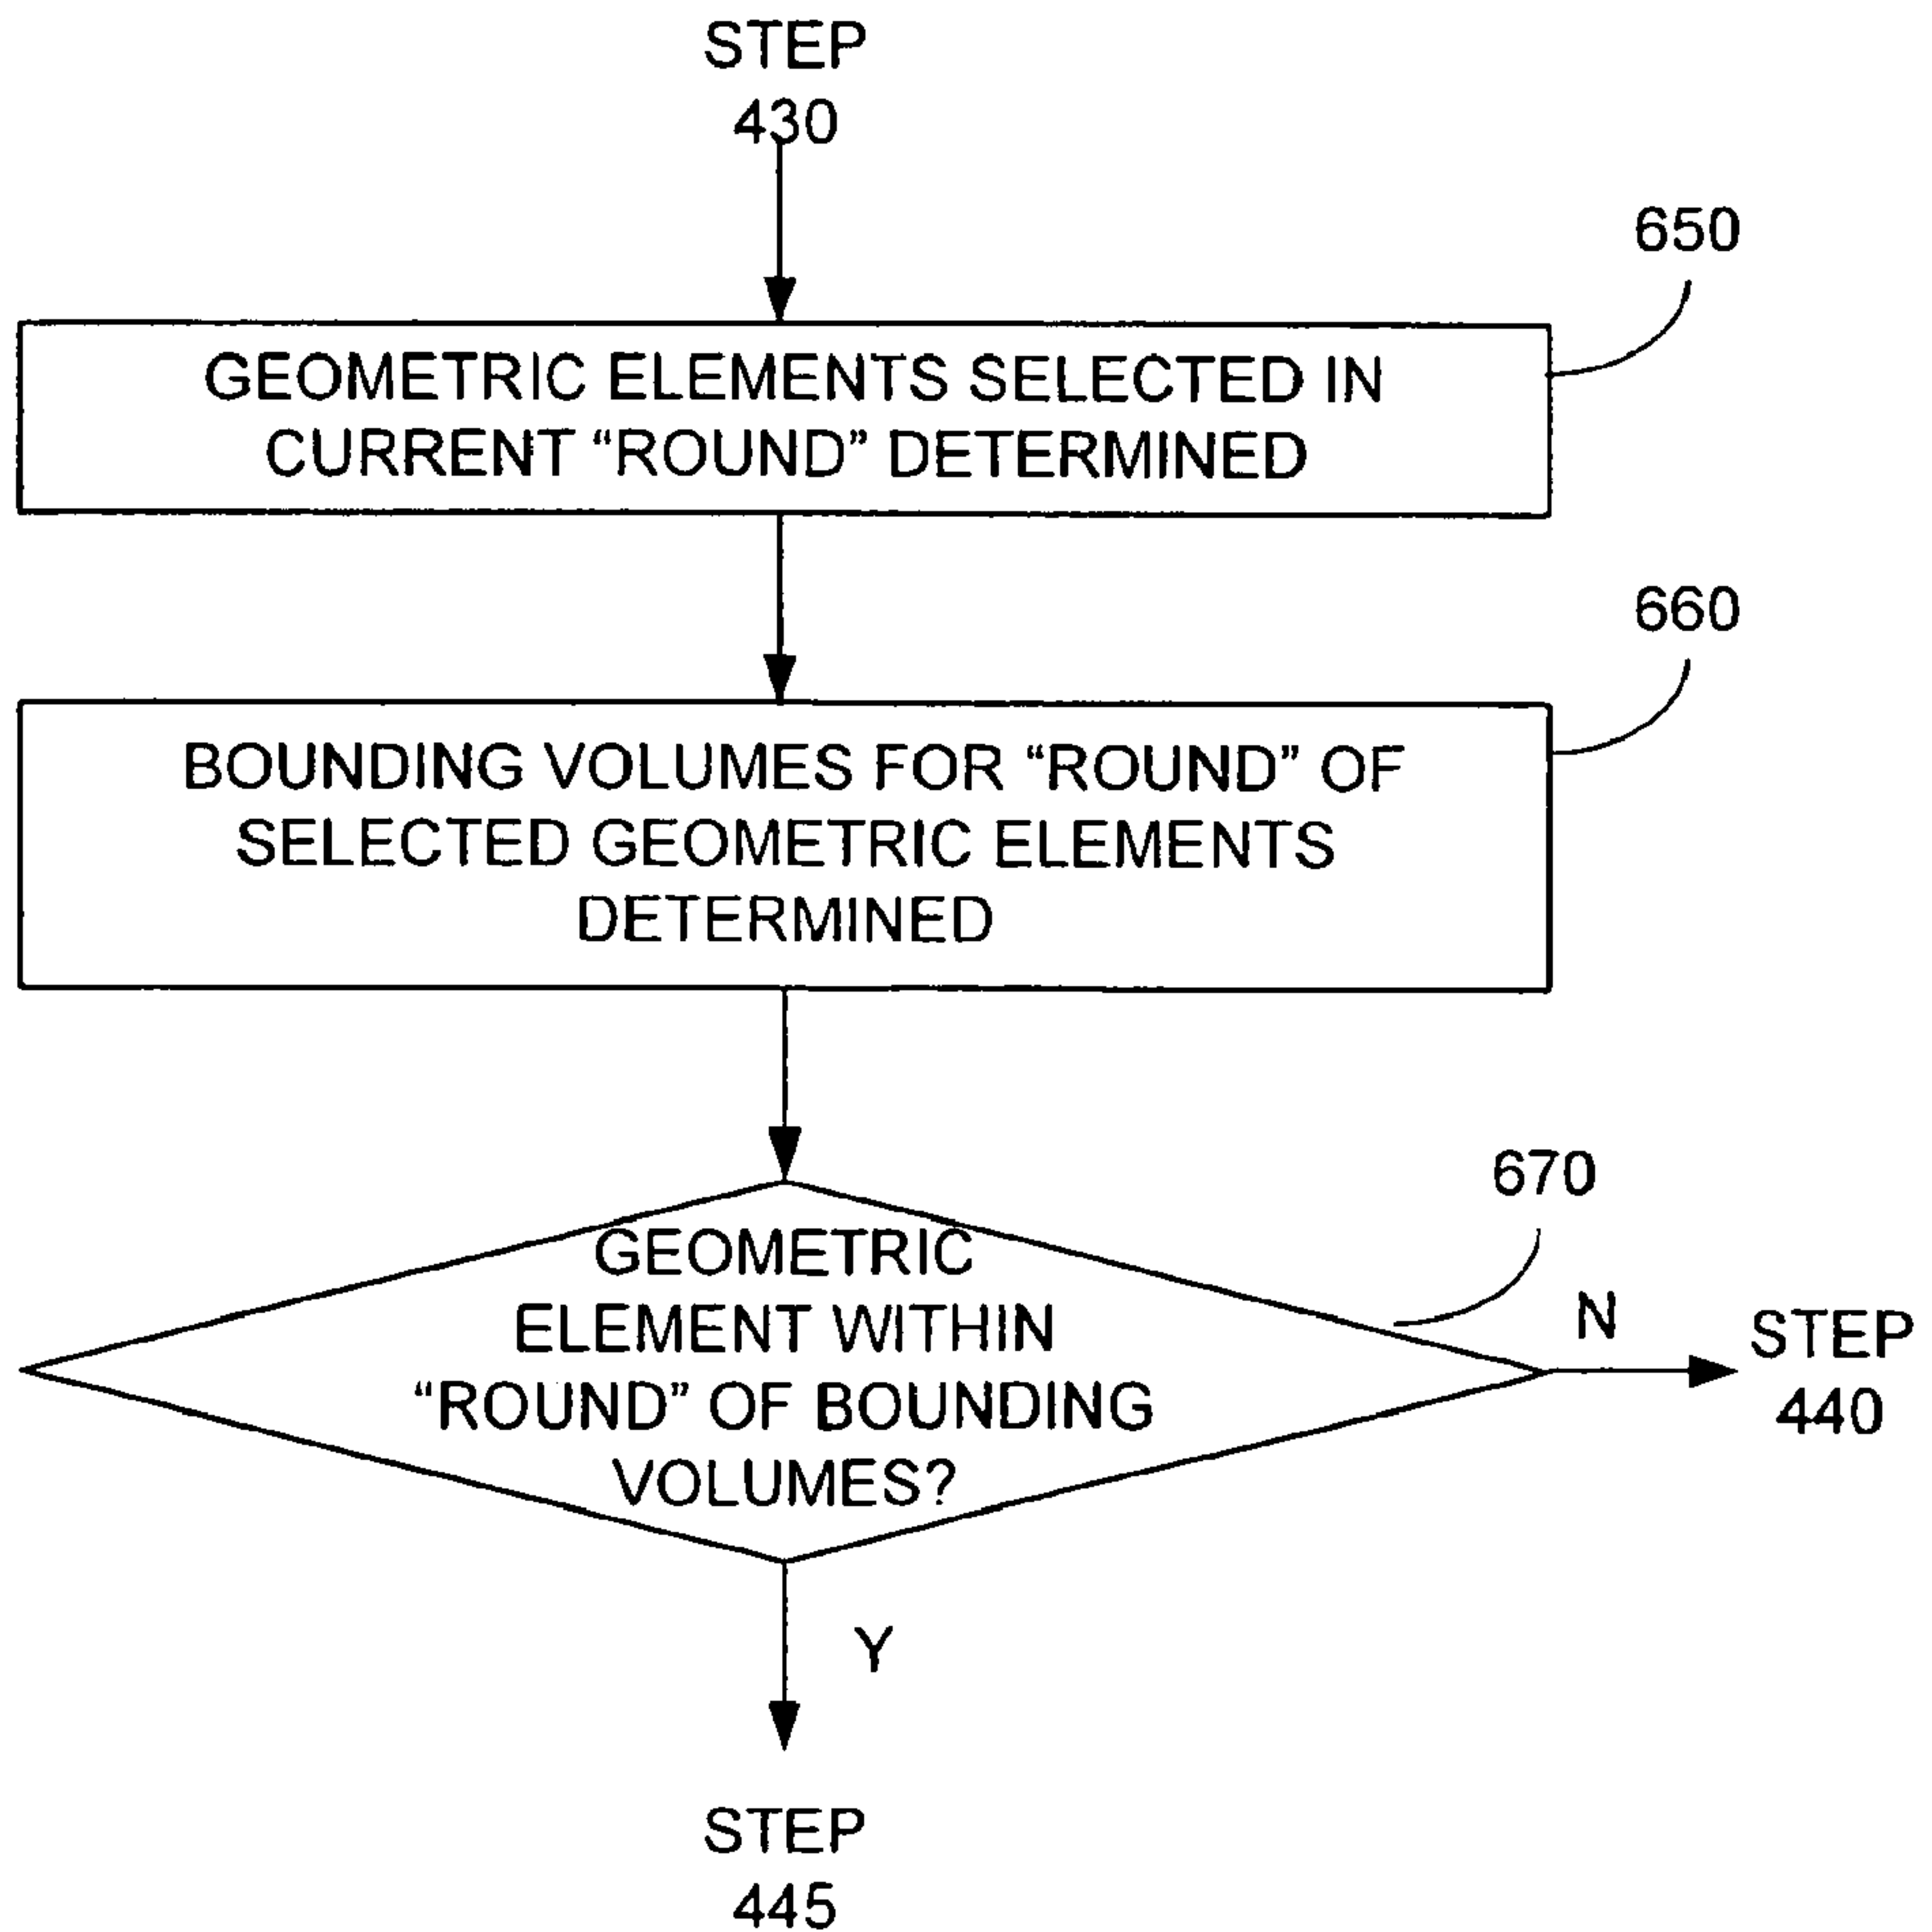 STEP
430
650
GEOMETRIC ELEMENTS SELECTED IN
CURRENT “ROUND” DETERMINED
660
BOUNDING VOLUMES FOR “ROUND” OF
SELECTED GEOMETRIC ELEMENTS
DETERMINED
670
GEOMETRIC
ELEMENT WITHIN
“ROUND” OF BOUNDING
VOLUMES?
N
STEP
440
Y
STEP
445